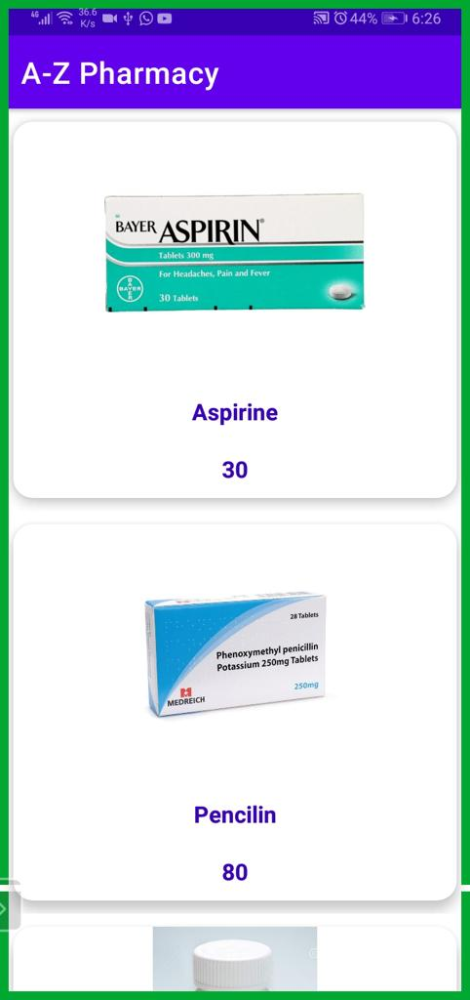 4G 36.6 K/s 44% 6:26
A-Z Pharmacy
BAYER ASPIRIN®
Tablets 300 mg
For Headaches, Pain and Fever
BAYER
30 Tablets
Aspirine
30
28 Tablets
Phenoxymethyl penicillin
Potassium 250mg Tablets
250mg
MEDREICH
Pencilin
80